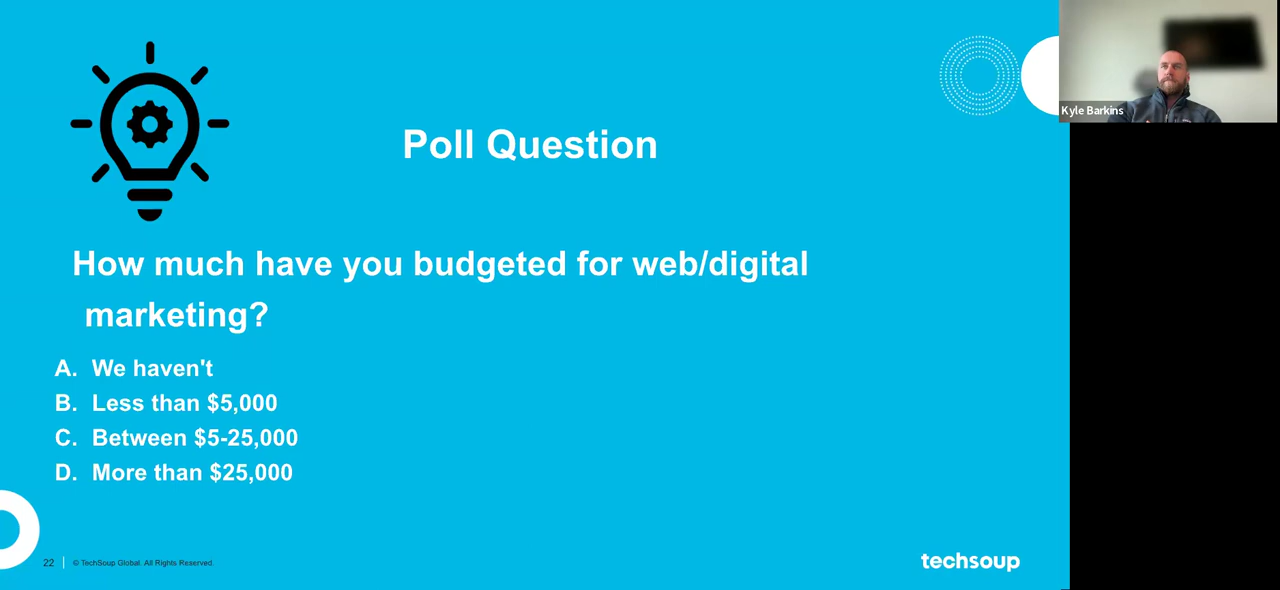 Poll Question
How much have you budgeted for web/digital
marketing?
A. We haven't
B. Less than $5,000
C. Between $5-25,000
D. More than $25,000
22
© TechSoup Global. All Rights Reserved.
techsoup
Kyle Barkins